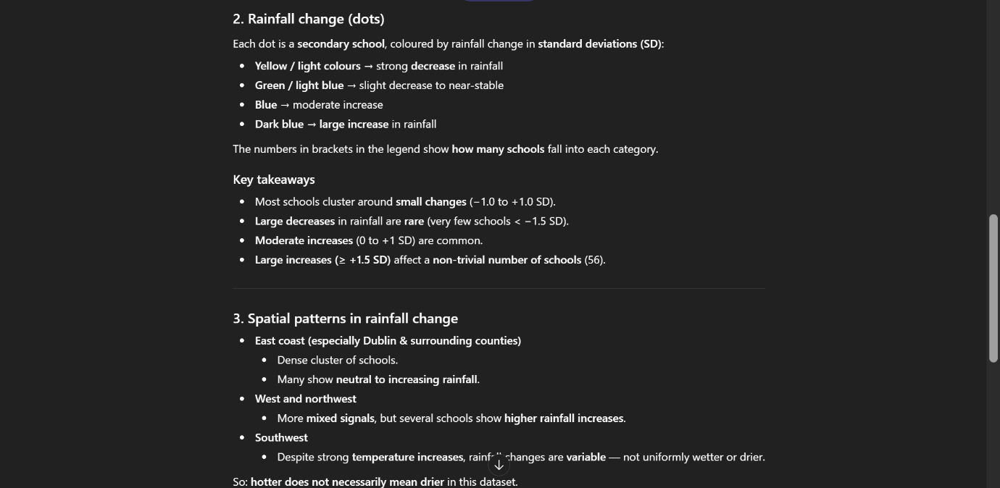 2. Rainfall change (dots)
Each dot is a secondary school, coloured by rainfall change in standard deviations (SD):
• Yellow / light colours → strong decrease in rainfall
• Green / light blue → slight decrease to near-stable
• Blue → moderate increase
• Dark blue → large increase in rainfall
The numbers in brackets in the legend show how many schools fall into each category.
Key takeaways
• Most schools cluster around small changes (−1.0 to +1.0 SD).
• Large decreases in rainfall are rare (very few schools < −1.5 SD).
• Moderate increases (0 to +1 SD) are common.
• Large increases (≥ +1.5 SD) affect a non-trivial number of schools (56).
3. Spatial patterns in rainfall change
• East coast (especially Dublin & surrounding counties)
• Dense cluster of schools.
• Many show neutral to increasing rainfall.
• West and northwest
• More mixed signals, but several schools show higher rainfall increases.
• Southwest
• Despite strong temperature increases, rainfall changes are variable — not uniformly wetter or drier.
So: hotter does not necessarily mean drier in this dataset.